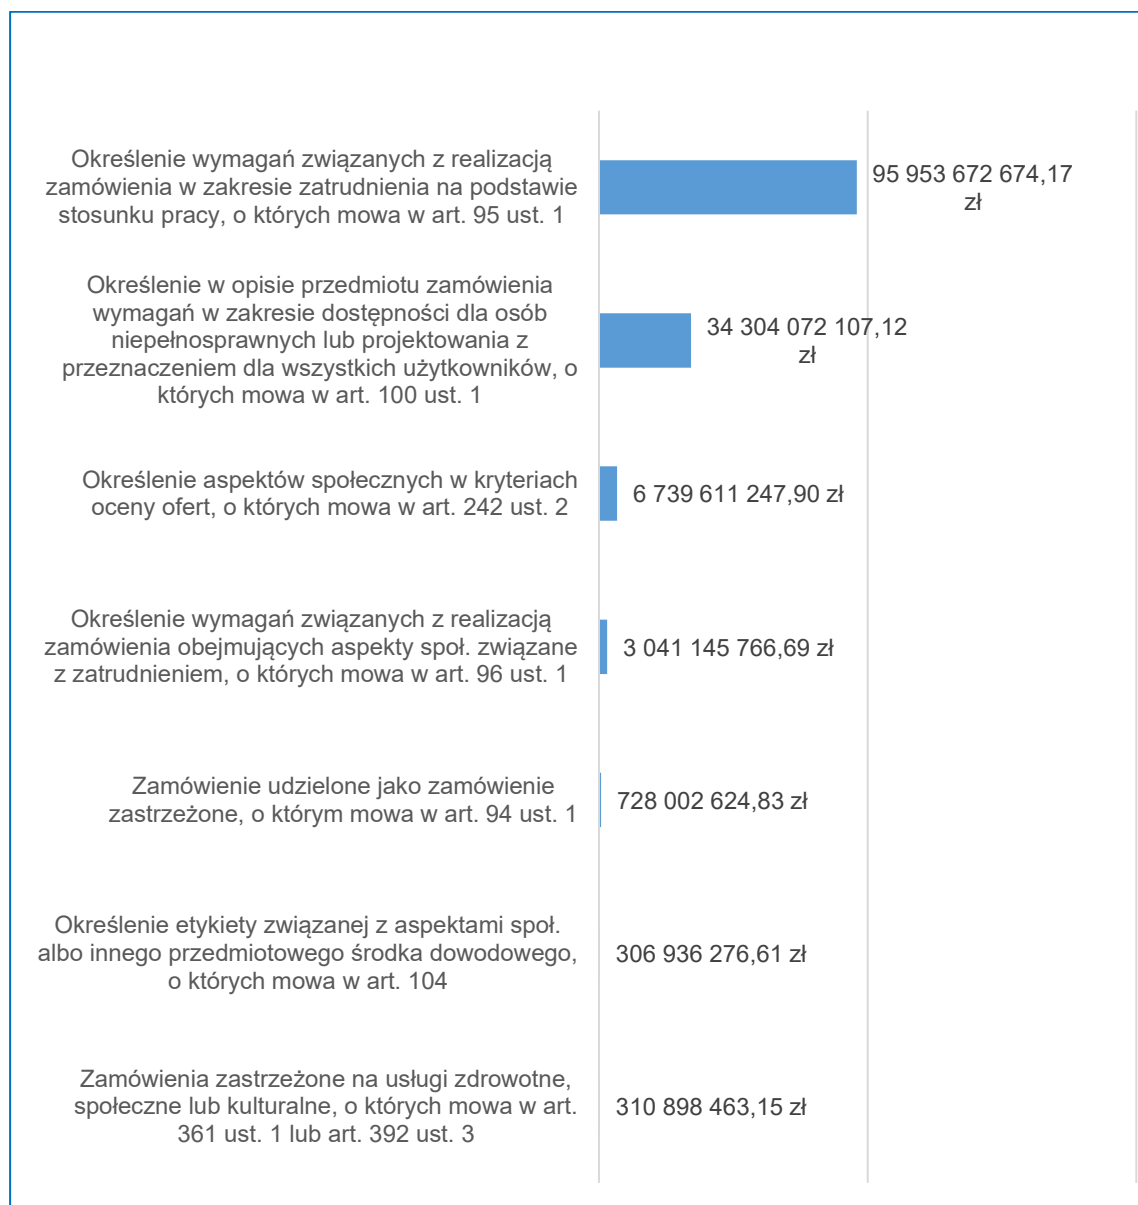 Określenie wymagań związanych z realizacją
zamówienia w zakresie zatrudnienia na podstawie
stosunku pracy, o których mowa w art. 95 ust. 1
95 953 672 674,17
zł
Określenie w opisie przedmiotu zamówienia
wymagań w zakresie dostępności dla osób
niepełnosprawnych lub projektowania z
przeznaczeniem dla wszystkich użytkowników, o
których mowa w art. 100 ust. 1
34 304 072 107,12
zł
Określenie aspektów społecznych w kryteriach
oceny ofert, o których mowa w art. 242 ust. 2
6 739 611 247,90 zł
Określenie wymagań związanych z realizacją
zamówienia obejmujących aspekty społ. związane
z zatrudnieniem, o których mowa w art. 96 ust. 1
3 041 145 766,69 zł
Zamówienie udzielone jako zamówienie
zastrzeżone, o którym mowa w art. 94 ust. 1
728 002 624,83 zł
Określenie etykiety związanej z aspektami społ.
albo innego przedmiotowego środka dowodowego,
o których mowa w art. 104
306 936 276,61 zł
Zamówienia zastrzeżone na usługi zdrowotne,
społeczne lub kulturalne, o których mowa w art.
361 ust. 1 lub art. 392 ust. 3
310 898 463,15 zł